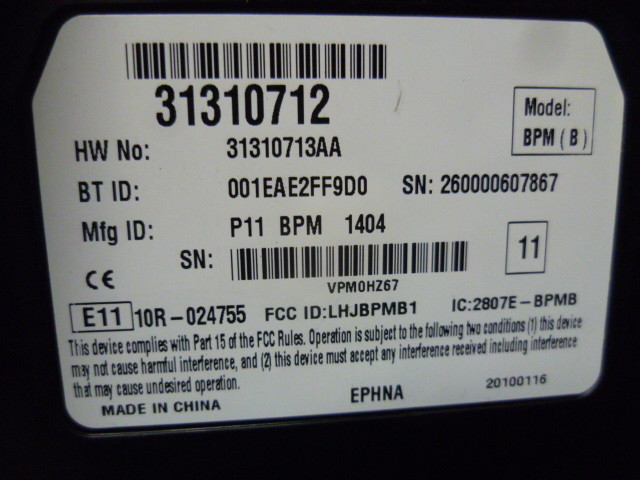 31310712
Model:
BPM ( B )
HW No: 31310713AA
BT ID: 001EAE2FF9D0 SN: 260000607867
Mfg ID: P11 BPM 1404
11
SN:
VPM0HZ67
CE
E11 10R-024755 FCC ID:LHJBPMB1 IC:2807E-BPMB
This device complies with Part 15 of the FCC Rules. Operation is subject to the following two conditions (1) this device
may not cause harmful interference, and (2) this device must accept any interference received including interference
that may cause undesired operation.
MADE IN CHINA EPHNA 20100116